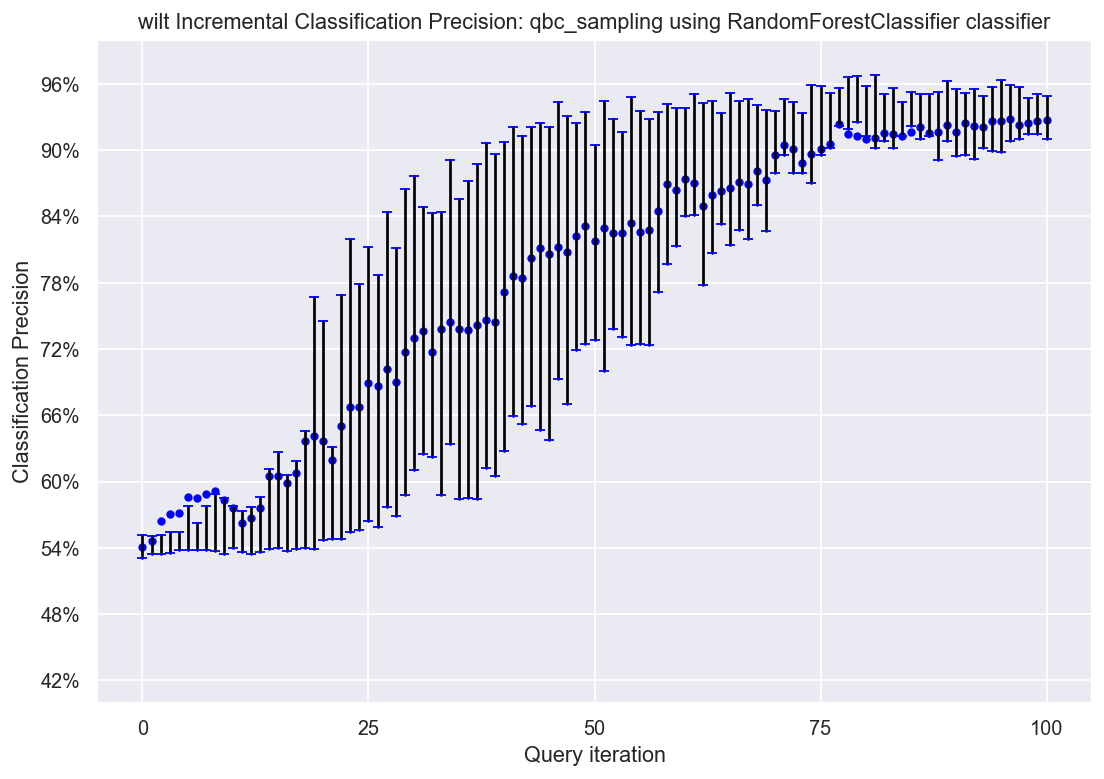 wilt Incremental Classification Precision: qbc_sampling using RandomForestClassifier classifier
96%
90%
84%
78%
72%
66%
60%
54%
48%
42%
Classification Precision
0 25 50 75 100
Query iteration